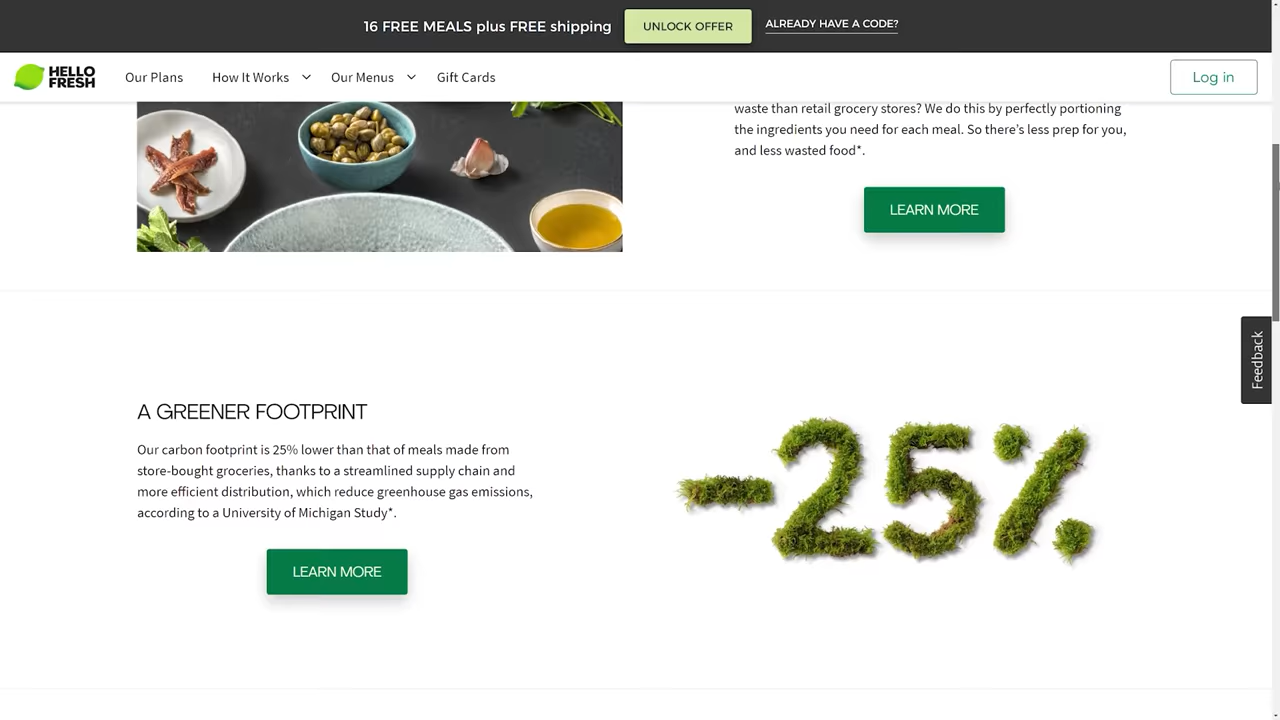 16 FREE MEALS plus FREE shipping
UNLOCK OFFER
ALREADY HAVE A CODE?
HELLO
FRESH
Our Plans
How It Works
Our Menus
Gift Cards
Log in
waste than retail grocery stores? We do this by perfectly portioning
the ingredients you need for each meal. So there’s less prep for you,
and less wasted food*.
LEARN MORE
Feedback
A GREENER FOOTPRINT
Our carbon footprint is 25% lower than that of meals made from
store-bought groceries, thanks to a streamlined supply chain and
more efficient distribution, which reduce greenhouse gas emissions,
according to a University of Michigan Study*.
LEARN MORE
-25%